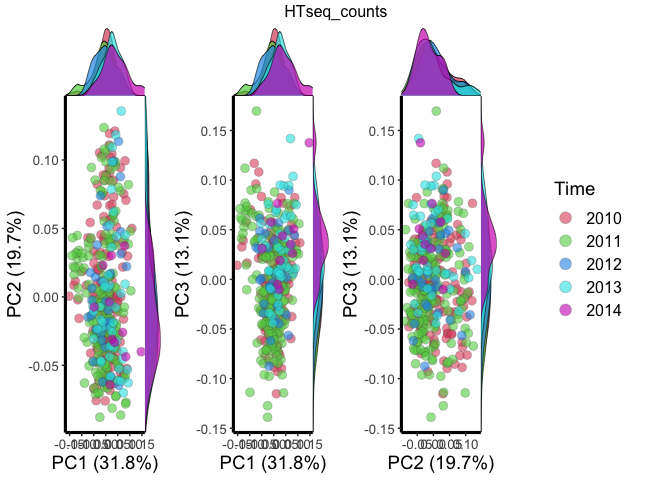 HTseq_counts
PC2 (19.7%)
0.10
0.05
0.00
-0.05
PC1 (31.8%)
PC3 (13.1%)
0.15
0.10
0.05
0.00
-0.05
-0.10
-0.15
PC1 (31.8%)
PC3 (13.1%)
0.15
0.10
0.05
0.00
-0.05
-0.10
-0.15
PC2 (19.7%)
Time
2010
2011
2012
2013
2014